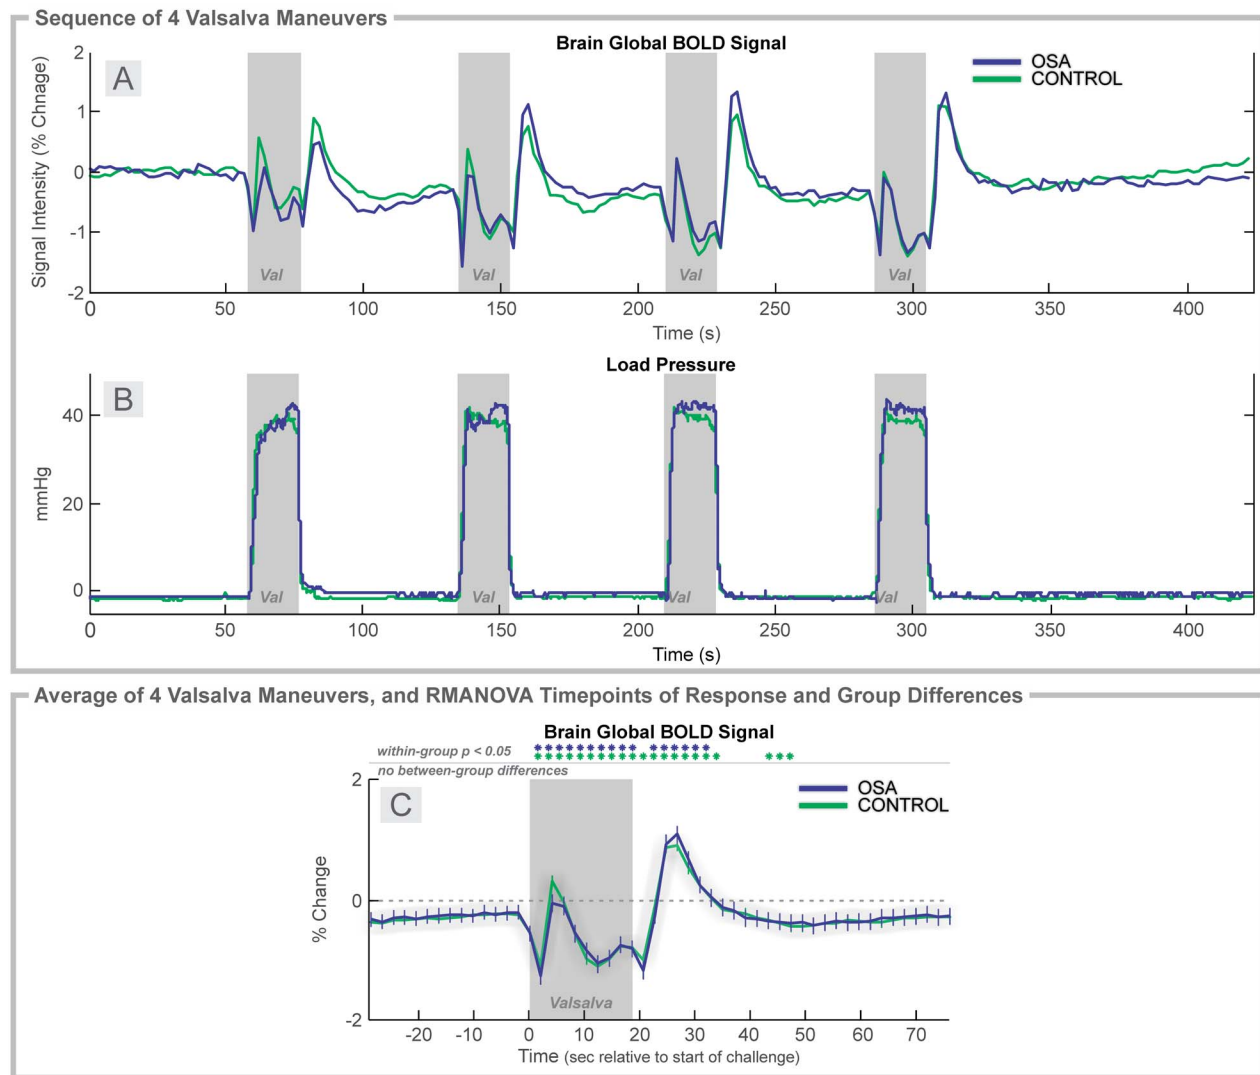 Sequence of 4 Valsalva Maneuvers
Brain Global BOLD Signal
A
OSA
CONTROL
Signal Intensity (% Chnage)
2
1
0
-1
-2
Val Val Val Val
0 50 100 150 200 250 300 350 400
Time (s)
Load Pressure
B
mmHg
40
20
0
Val Val Val Val
0 50 100 150 200 250 300 350 400
Time (s)
Average of 4 Valsalva Maneuvers, and RMANOVA Timepoints of Response and Group Differences
Brain Global BOLD Signal
within-group p < 0.05
no between-group differences
C
OSA
CONTROL
% Change
2
0
-2
Valsalva
-20 -10 0 10 20 30 40 50 60 70
Time (sec relative to start of challenge)